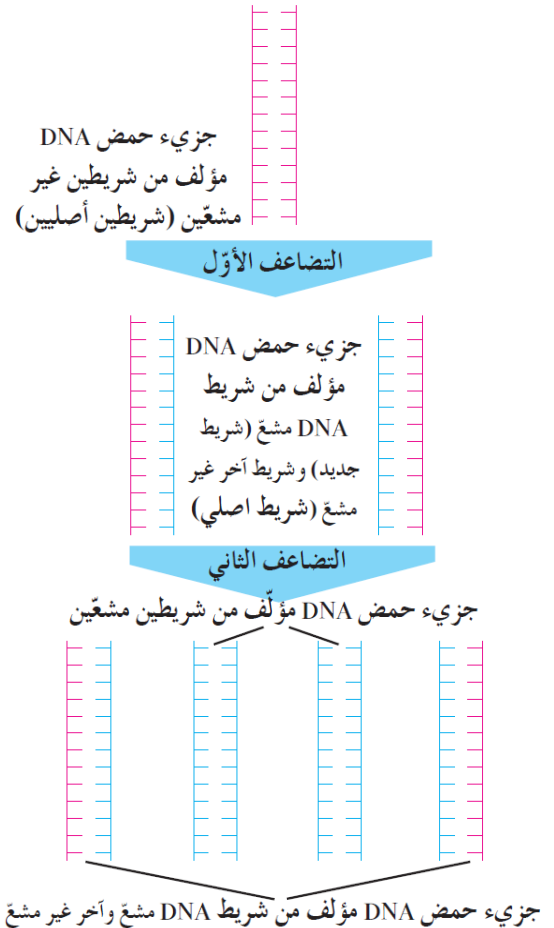 جزيء حمض DNA
مؤلف من شريطين غير
مشعّين (شريطين أصليين)
التضاعف الأوّل
جزيء حمض DNA
مؤلف من شريط
DNA مشعّ (شريط
جديد) وشريط آخر غير
مشعّ (شريط اصلي)
التضاعف الثاني
جزيء حمض DNA مؤلّف من شريطين مشعّين
جزيء حمض DNA مؤلف من شريط DNA مشعّ وآخر غير مشعّ